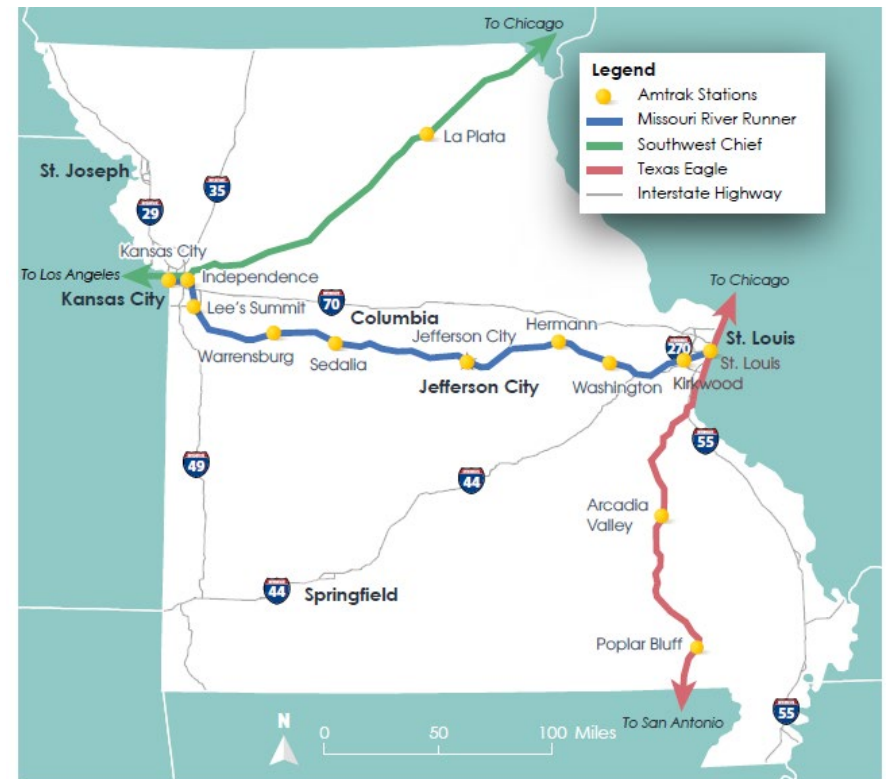 To Chicago
Legend
Amtrak Stations
Missouri River Runner
Southwest Chief
Texas Eagle
Interstate Highway
La Plata
St. Joseph
35
29
Kansas City
To Los Angeles
Independence
To Chicago
Kansas City
Lee's Summit
70
Columbia
Hermann
Jefferson City
St. Louis
270
St. Louis
Warrensburg
Sedalia
Jefferson City
Washington
Kirkwood
55
49
44
Arcadia
Valley
44
Springfield
Poplar Bluff
To San Antonio
55
N
0 50 100 Miles